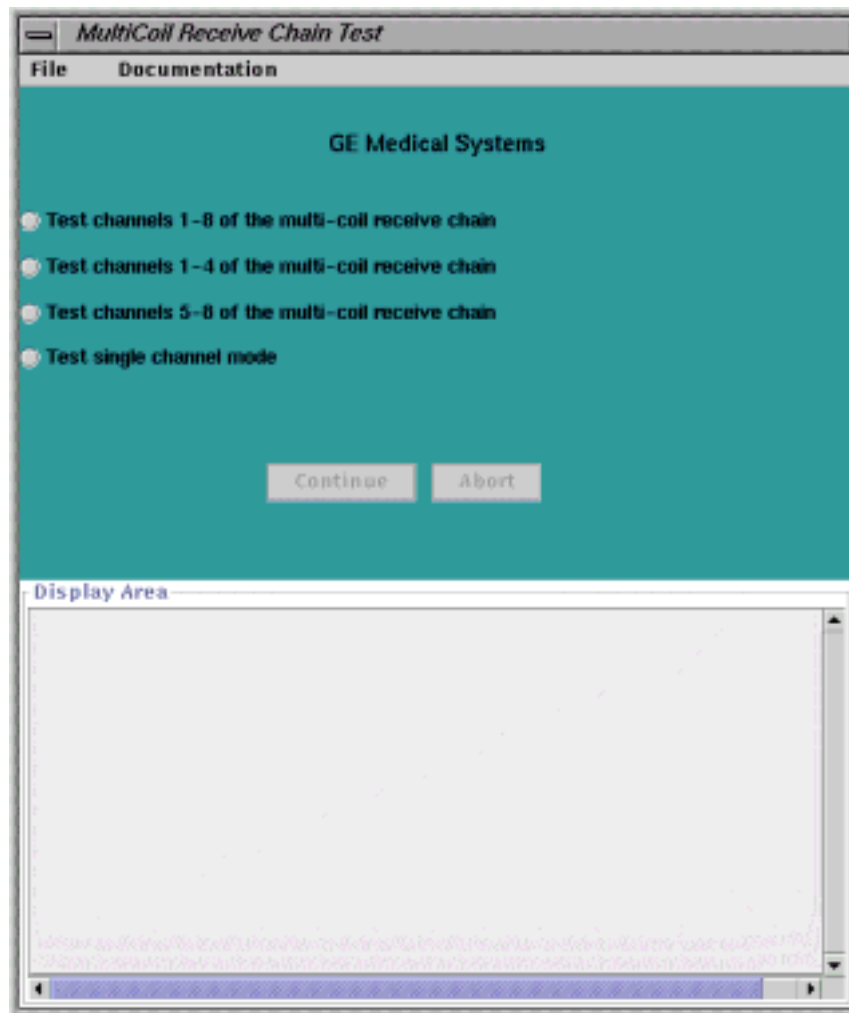 MultiCoil Receive Chain Test
File Documentation
GE Medical Systems
Test channels 1-8 of the multi-coil receive chain
Test channels 1-4 of the multi-coil receive chain
Test channels 5-8 of the multi-coil receive chain
Test single channel mode
Continue Abort
Display Area